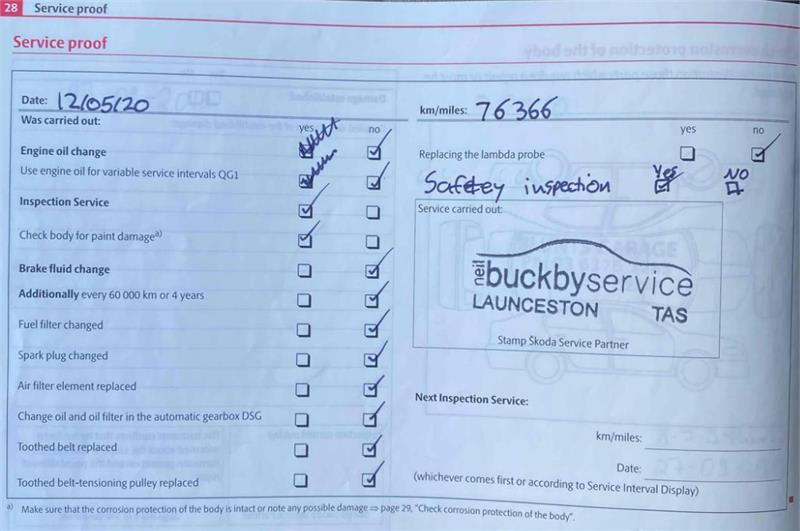 28 Service proof
Service proof
Date: 12/05/20
km/miles: 76366
Was carried out:
yes no
yes no
Engine oil change
Replacing the lambda probe
Use engine oil for variable service intervals QG1
Safetey inspection Yes NO
Inspection Service
Service carried out:
Check body for paint damage a)
neil buckbyservice
LAUNCESTON TAS
Stamp Škoda Service Partner
Brake fluid change
Additionally every 60 000 km or 4 years
Fuel filter changed
Spark plug changed
Air filter element replaced
Next Inspection Service:
Change oil and oil filter in the automatic gearbox DSG
km/miles:
Toothed belt replaced
Date:
Toothed belt-tensioning pulley replaced
(whichever comes first or according to Service Interval Display)
a) Make sure that the corrosion protection of the body is intact or note any possible damage ⇒ page 29, "Check corrosion protection of the body".